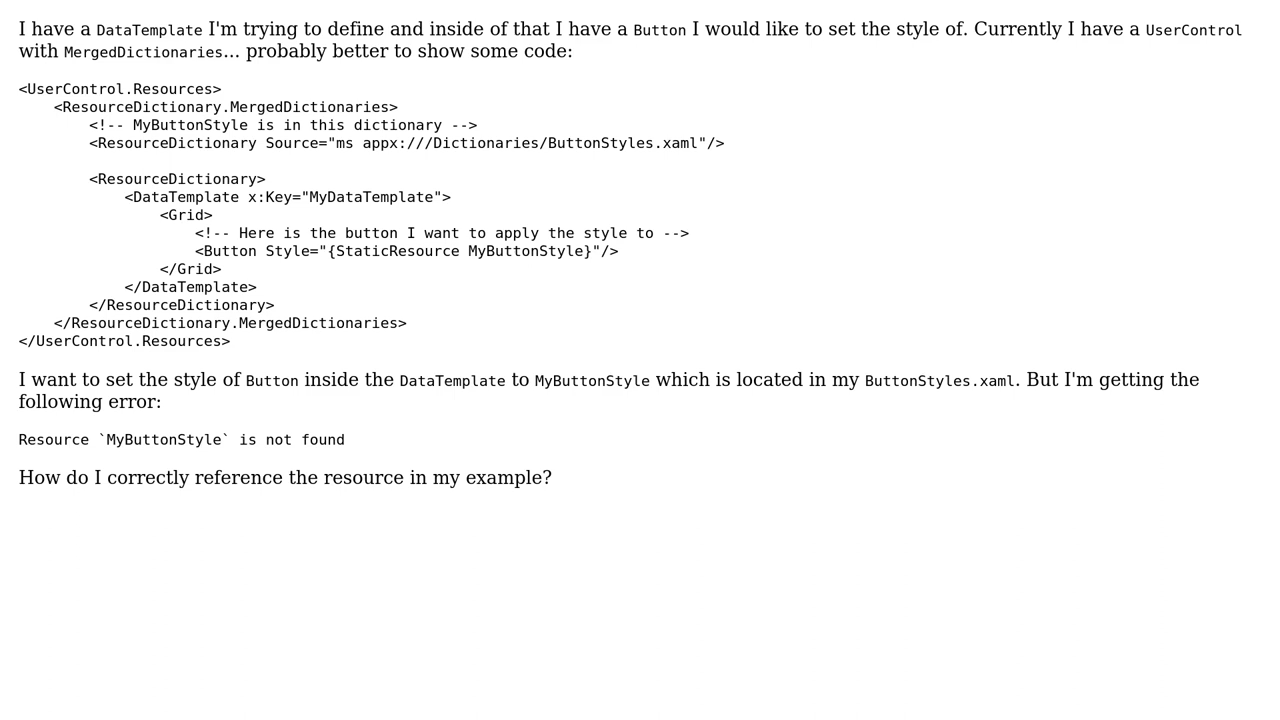 I have a DataTemplate I'm trying to define and inside of that I have a Button I would like to set the style of. Currently I have a UserControl
with MergedDictionaries... probably better to show some code:
<UserControl.Resources>
    <ResourceDictionary.MergedDictionaries>
        <!-- MyButtonStyle is in this dictionary -->
        <ResourceDictionary Source="ms appx:///Dictionaries/ButtonStyles.xaml"/>
        <ResourceDictionary>
            <DataTemplate x:Key="MyDataTemplate">
                <Grid>
                    <!-- Here is the button I want to apply the style to -->
                    <Button Style="{StaticResource MyButtonStyle}"/>
                </Grid>
            </DataTemplate>
        </ResourceDictionary>
    </ResourceDictionary.MergedDictionaries>
</UserControl.Resources>
I want to set the style of Button inside the DataTemplate to MyButtonStyle which is located in my ButtonStyles.xaml. But I'm getting the
following error:
Resource `MyButtonStyle` is not found
How do I correctly reference the resource in my example?